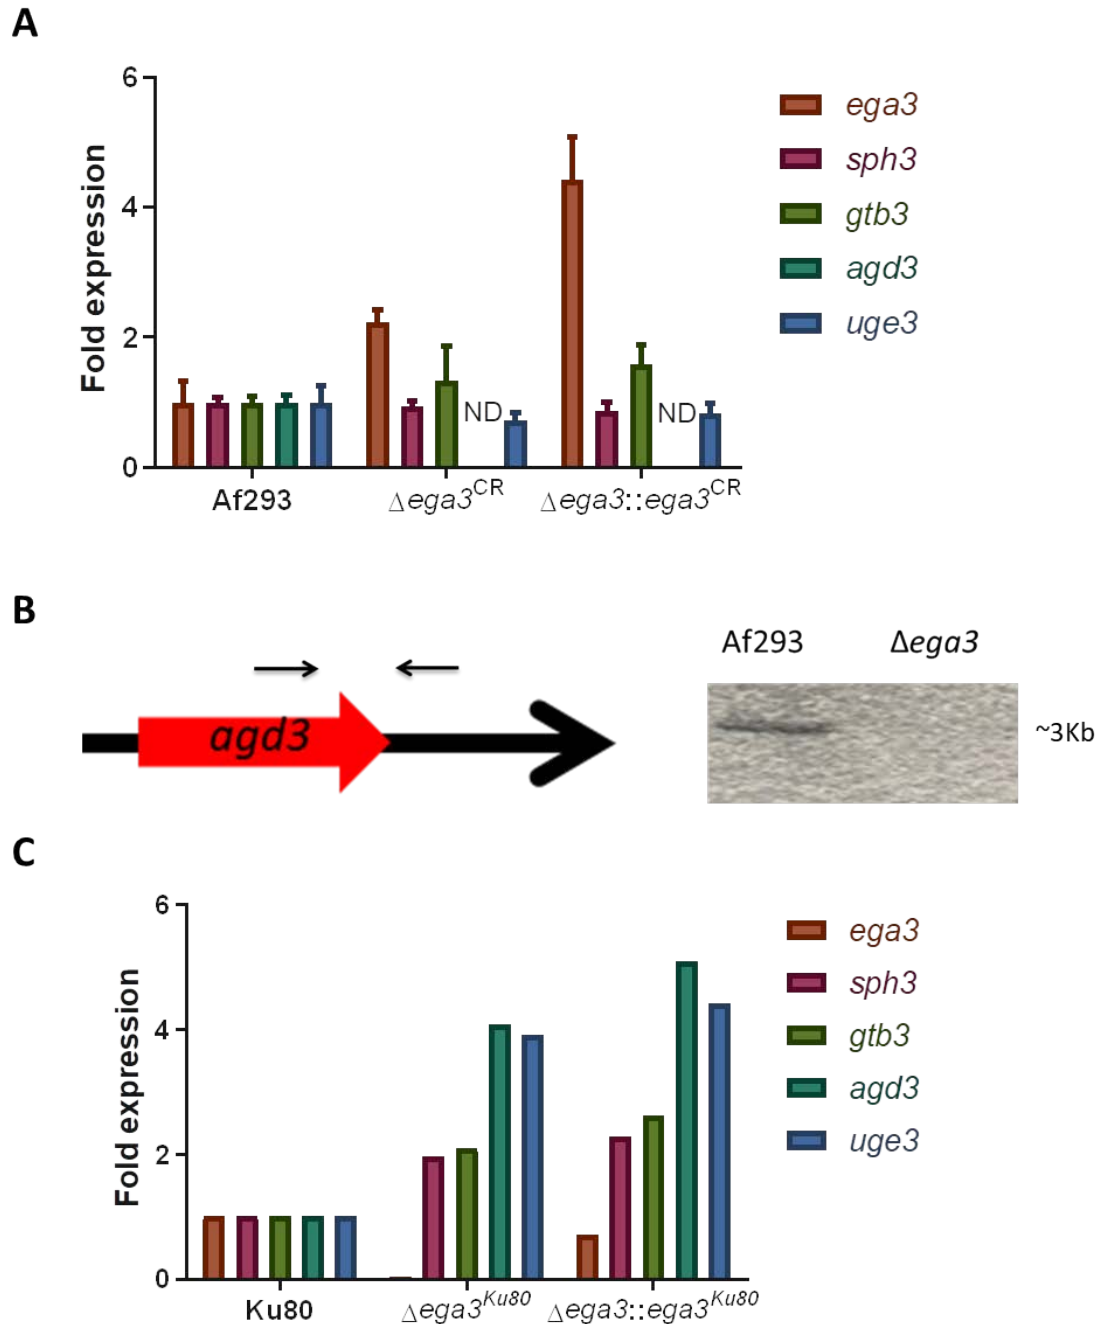 A
Fold expression
6
4
2
0
ND
ND
Af293
Δega3CR
Δega3::ega3CR
ega3
sph3
gtb3
agd3
uge3
B
agd3
Af293
Δega3
~3Kb
C
Fold expression
6
4
2
0
Ku80
Δega3Ku80
Δega3::ega3Ku80
ega3
sph3
gtb3
agd3
uge3